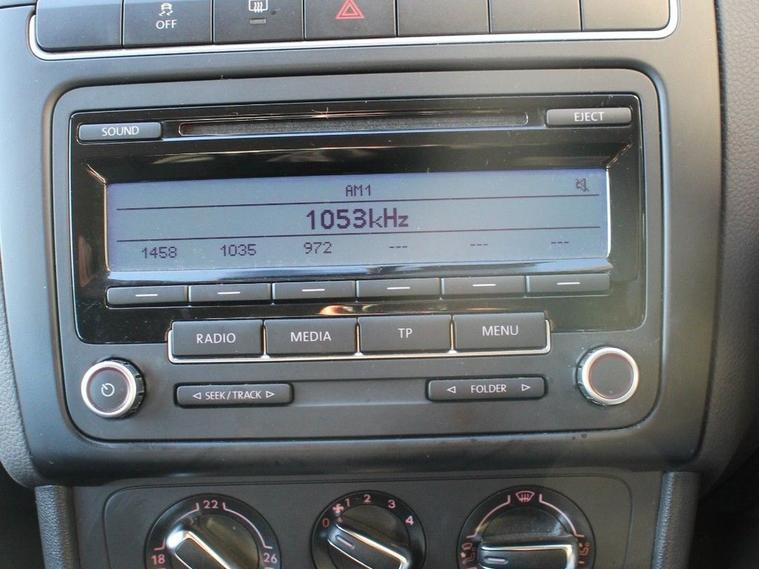 OFF
SOUND
EJECT
AM1
1053kHz
1458 1035 972 --- --- ---
RADIO MEDIA TP MENU
SEEK/TRACK FOLDER
18 22 26
0 1 2 3 4